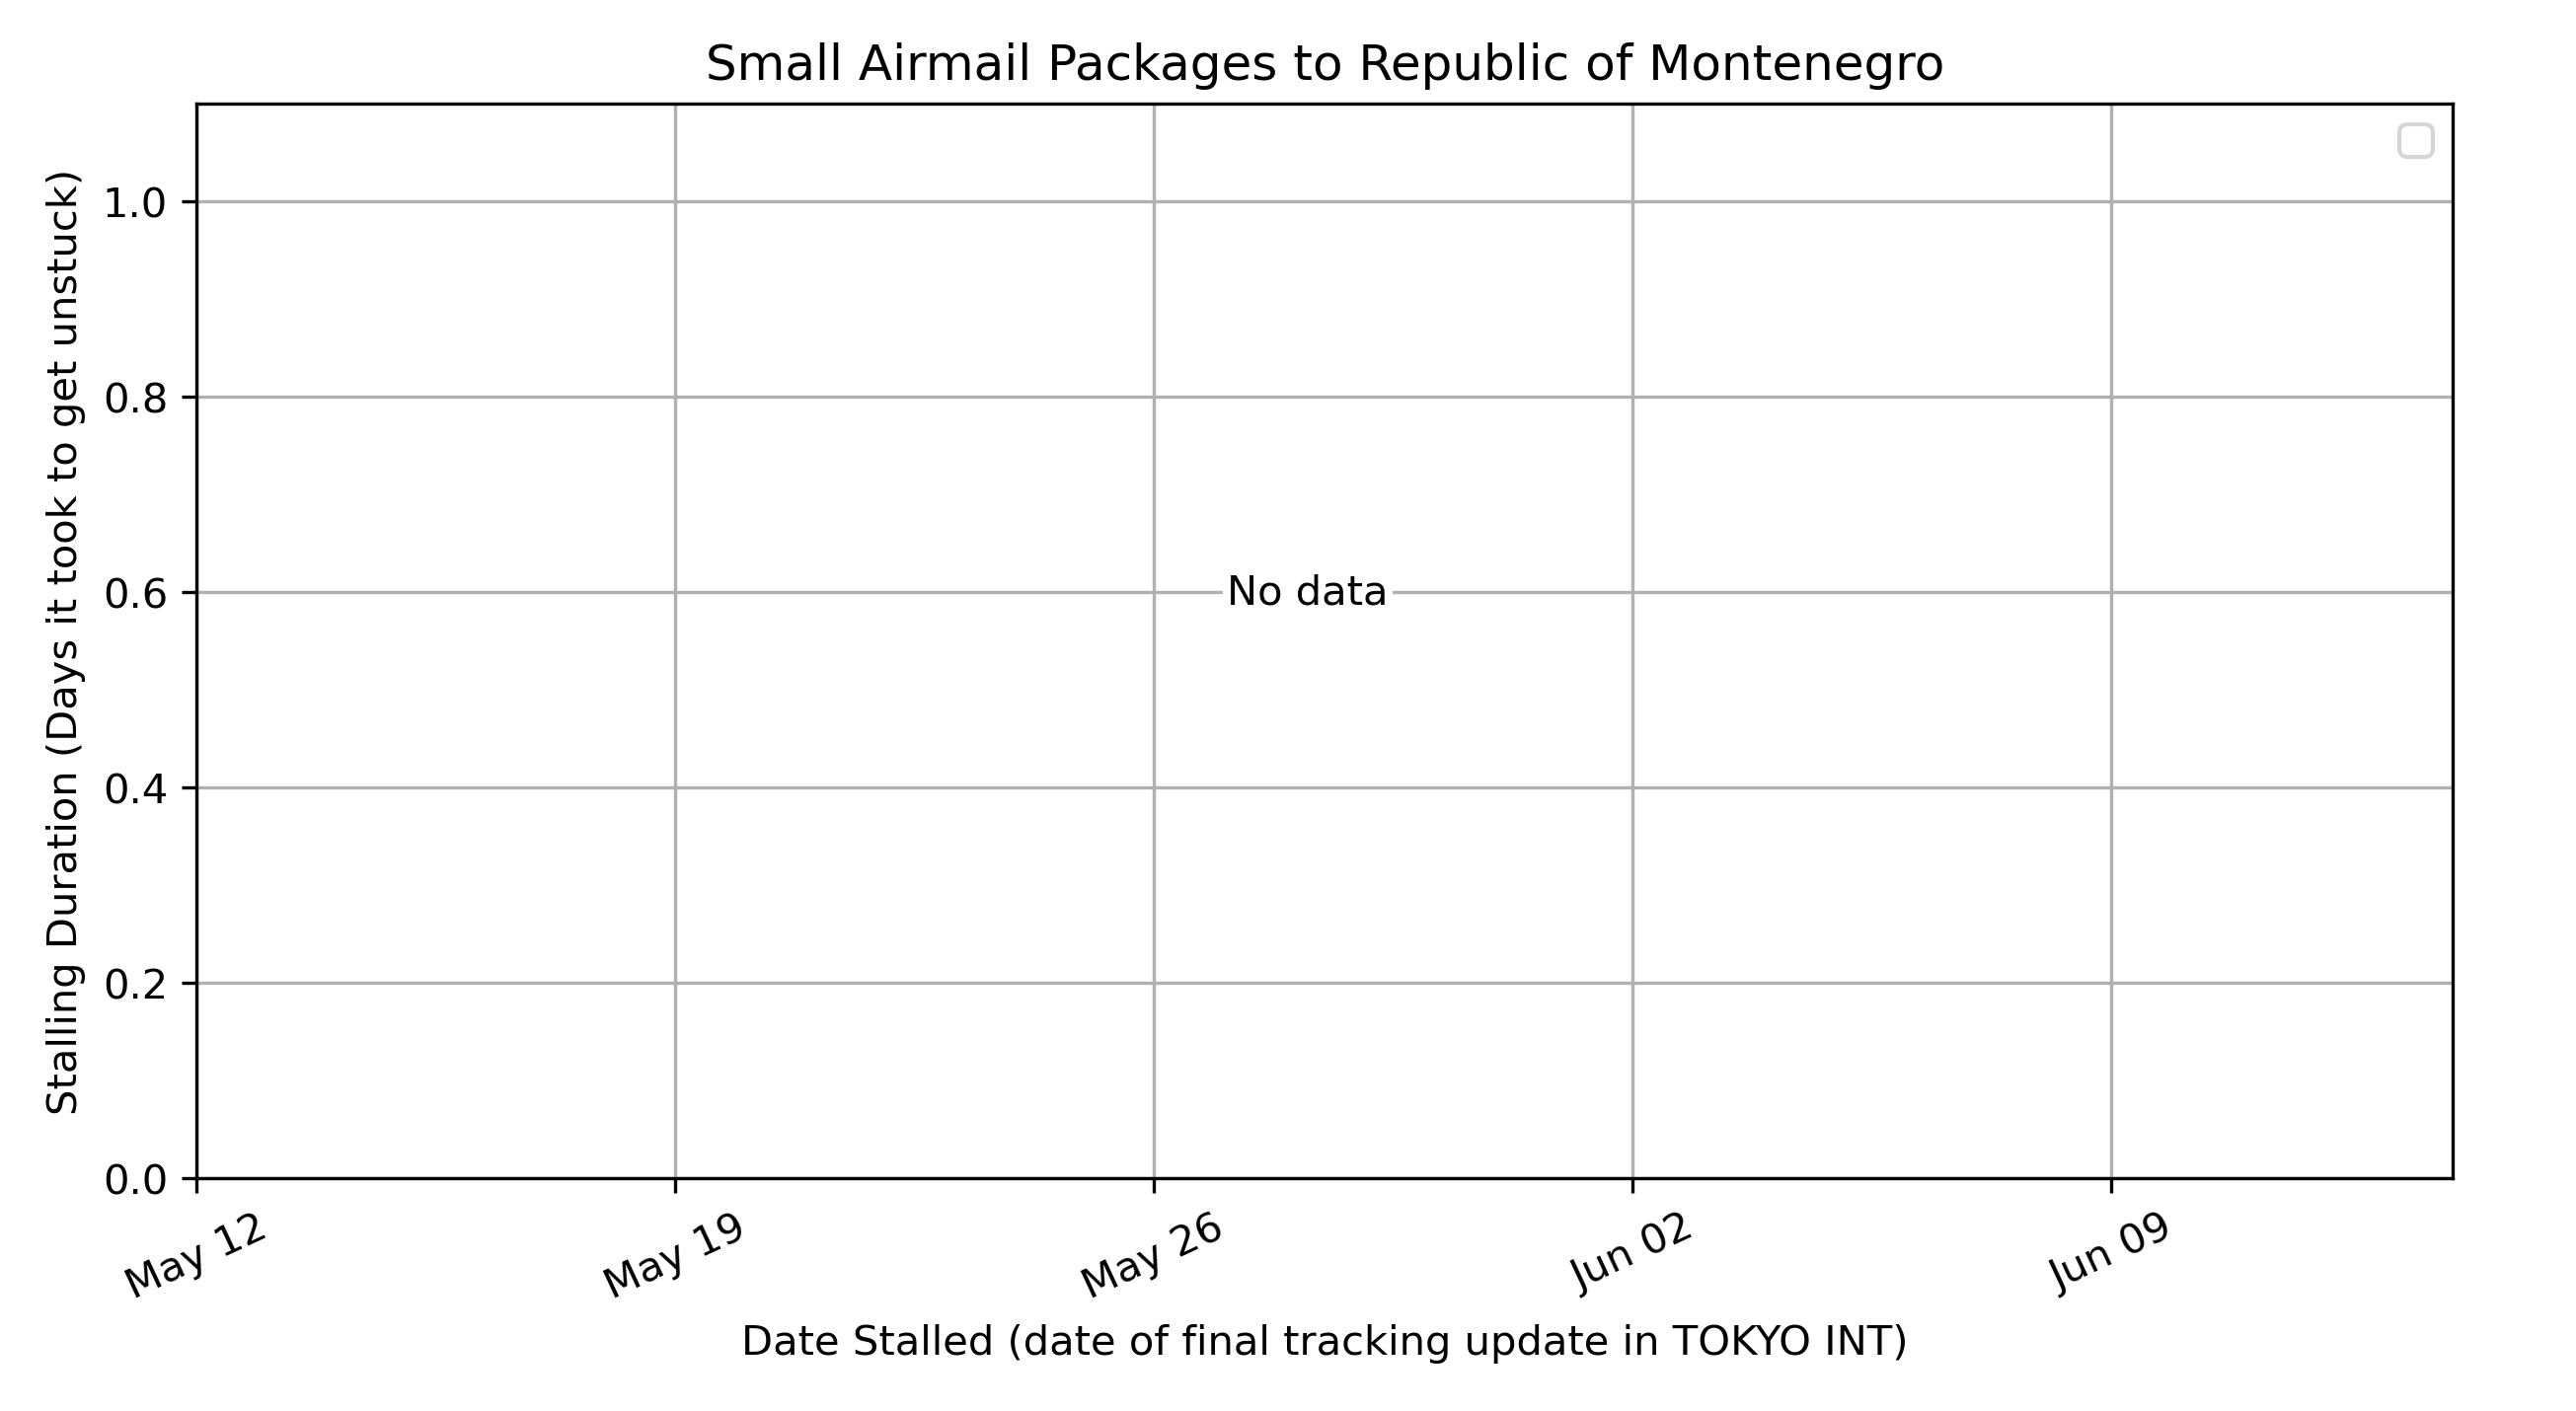 Small Airmail Packages to Republic of Montenegro
Stalling Duration (Days it took to get unstuck)
1.0
0.8
0.6
0.4
0.2
0.0
No data
May 12
May 19
May 26
Jun 02
Jun 09
Date Stalled (date of final tracking update in TOKYO INT)